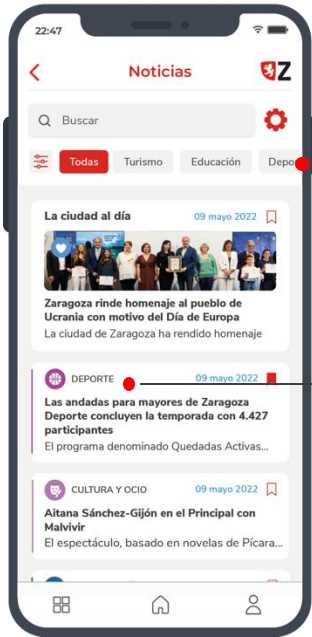 22:47
Noticias
Z
Buscar
Todas Turismo Educación Depo
La ciudad al día 09 mayo 2022
Zaragoza rinde homenaje al pueblo de
Ucrania con motivo del Día de Europa
La ciudad de Zaragoza ha rendido homenaje
DEPORTE 09 mayo 2022
Las andadas para mayores de Zaragoza
Deporte concluyen la temporada con 4.427
participantes
El programa denominado Quedadas Activas...
CULTURA Y OCIO 09 mayo 2022
Aitana Sánchez-Gijón en el Principal con
Malvivir
El espectáculo, basado en novelas de Pícara...